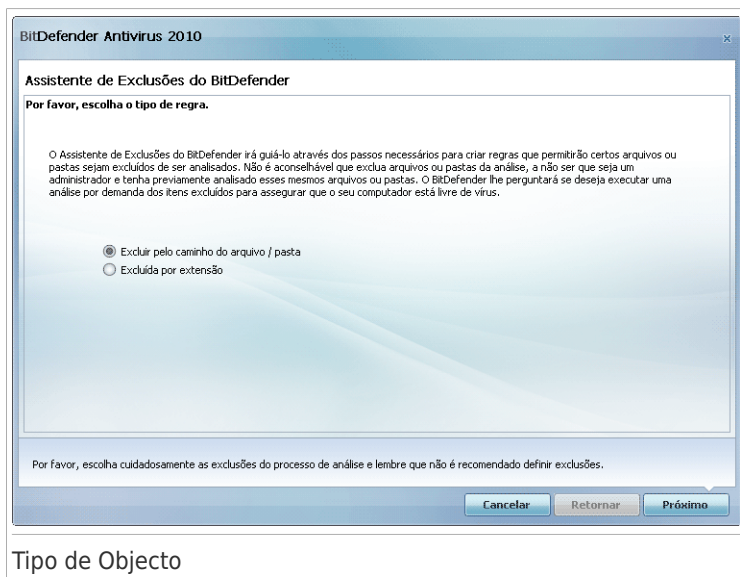 BitDefender Antivirus 2010
Assistente de Exclusões do BitDefender
Por favor, escolha o tipo de regra.
O Assistente de Exclusões do BitDefender irá guiá-lo através dos passos necessários para criar regras que permitirão certos arquivos ou
pastas sejam excluídos de ser analisados. Não é aconselhável que exclua arquivos ou pastas da análise, a não ser que seja um
administrador e tenha previamente analisado esses mesmos arquivos ou pastas. O BitDefender lhe perguntará se deseja executar uma
análise por demanda dos itens excluídos para assegurar que o seu computador está livre de vírus.
Excluir pelo caminho do arquivo / pasta
Excluída por extensão
Por favor, escolha cuidadosamente as exclusões do processo de análise e lembre que não é recomendado definir exclusões.
Cancelar Retornar Próximo
Tipo de Objecto